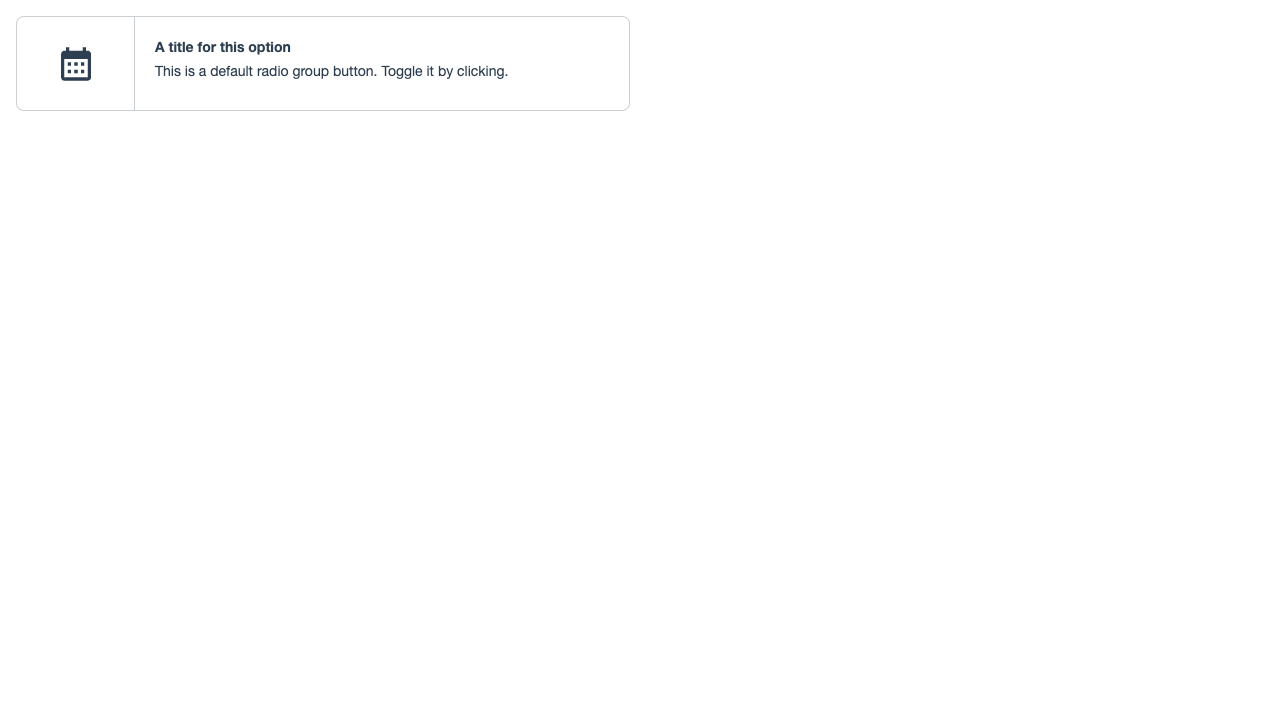 A title for this option
This is a default radio group button. Toggle it by clicking.